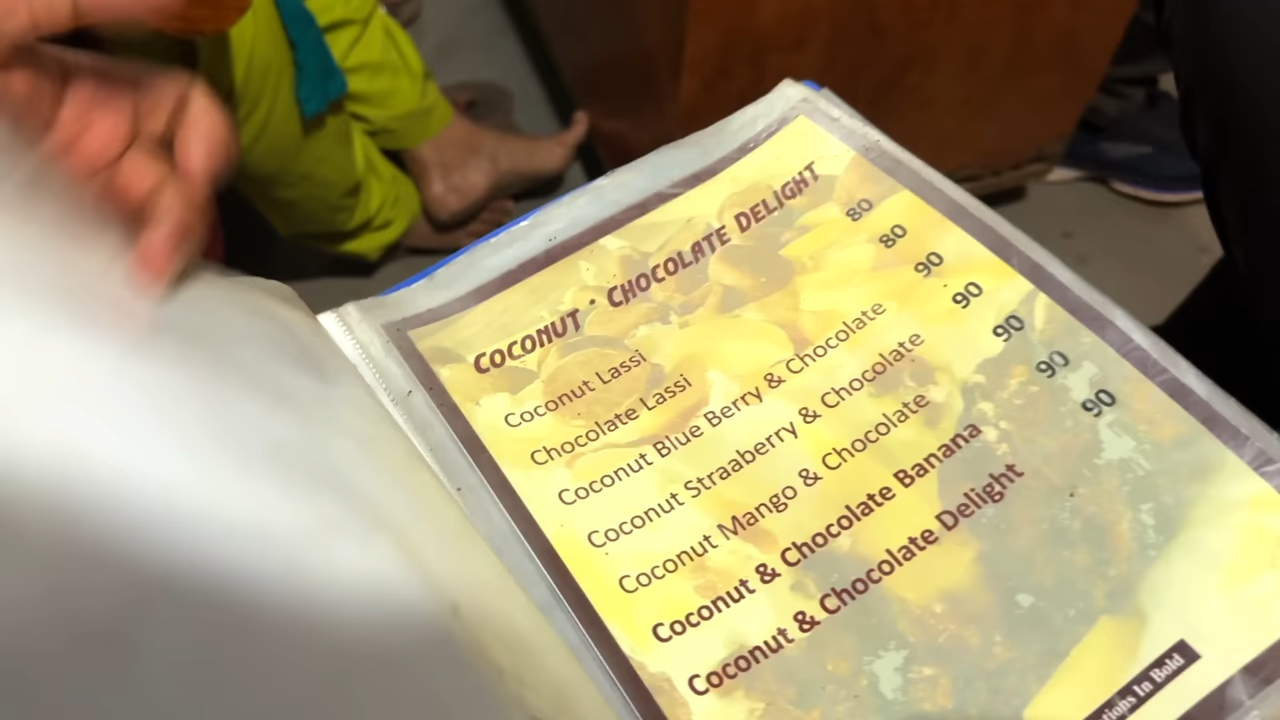 COCONUT · CHOCOLATE DELIGHT
Coconut Lassi 80
Chocolate Lassi 80
Coconut Blue Berry & Chocolate 90
Coconut Straaberry & Chocolate 90
Coconut Mango & Chocolate 90
Coconut & Chocolate Banana 90
Coconut & Chocolate Delight 90
In Bold